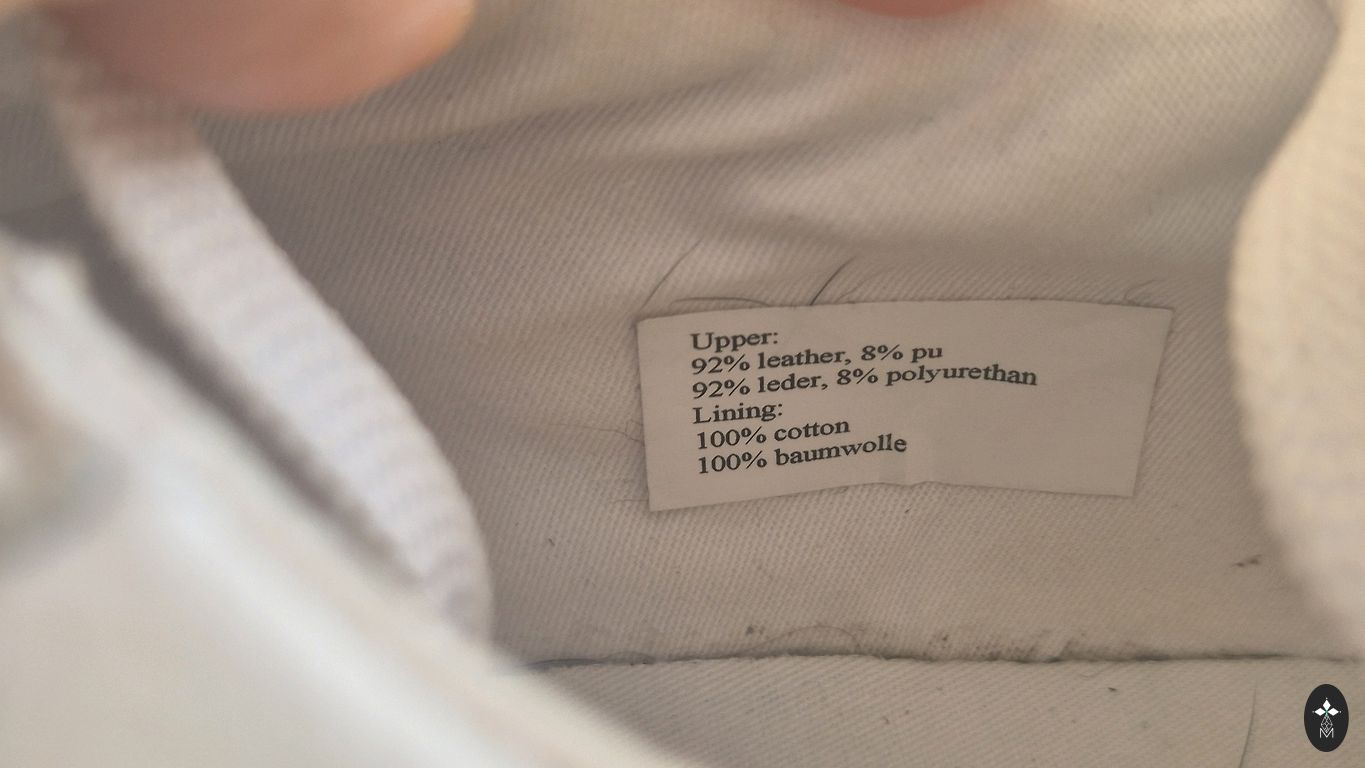 Upper:
92% leather, 8% pu
92% leder, 8% polyurethan
Lining:
100% cotton
100% baumwolle
M